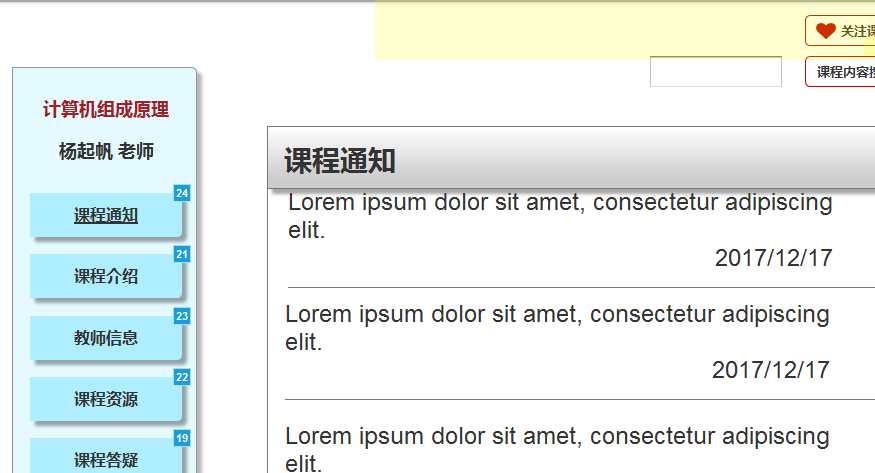 关注课
课程内容搜
计算机组成原理
杨起帆 老师
24
课程通知
21
课程介绍
23
教师信息
22
课程资源
19
课程答疑
课程通知
Lorem ipsum dolor sit amet, consectetur adipiscing
elit.
2017/12/17
Lorem ipsum dolor sit amet, consectetur adipiscing
elit.
2017/12/17
Lorem ipsum dolor sit amet, consectetur adipiscing
elit.